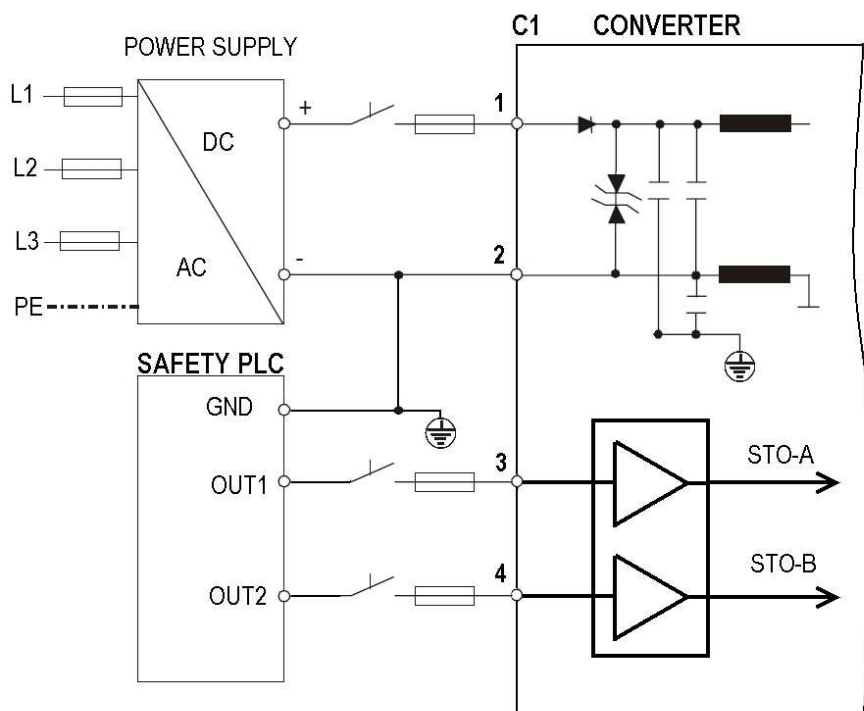 C1 CONVERTER
POWER SUPPLY
L1
+
1
DC
L2
L3
AC
-
2
PE
SAFETY PLC
GND
OUT1
3
STO-A
OUT2
4
STO-B